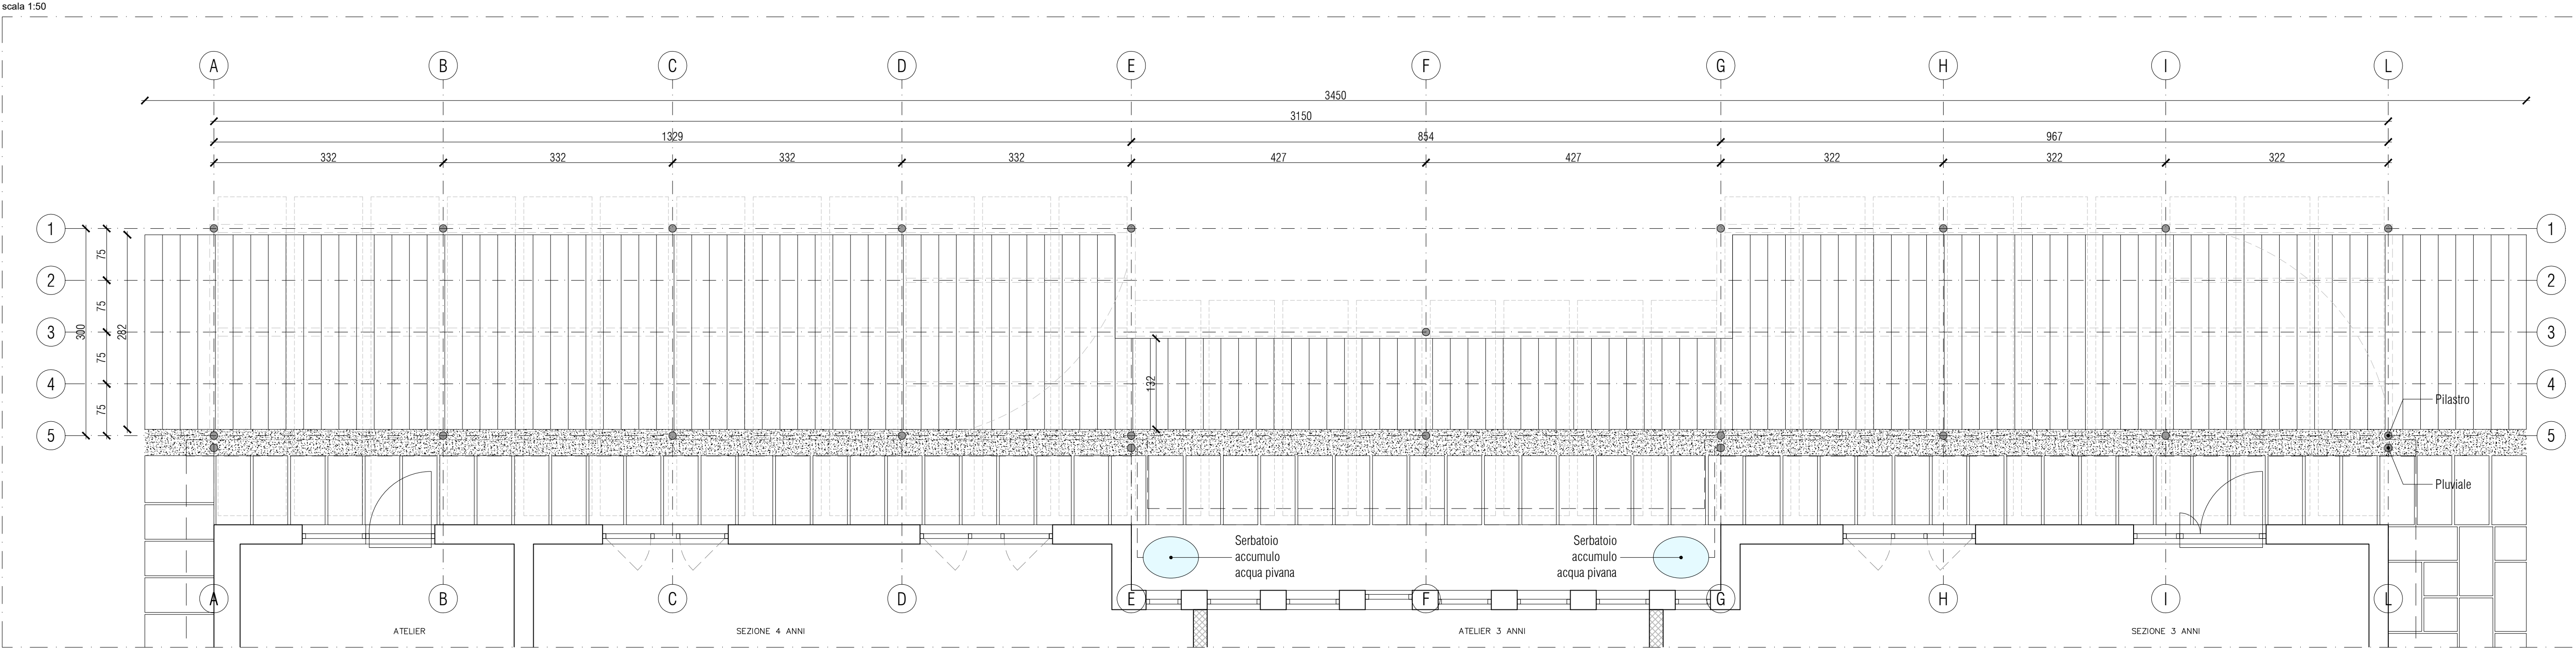 scala 1:50
A B C D E F G H I L
3450
3150
1329 854 967
332 332 332 332 427 427 322 322 322
1 1
75
2 2
75
3 300 282 3
75
132
4 4
75
Pilastro
5 5
Pluviale
Serbatoio
accumulo
acqua pivana
Serbatoio
accumulo
acqua pivana
A B C D E F G H I L
ATELIER SEZIONE 4 ANNI ATELIER 3 ANNI SEZIONE 3 ANNI